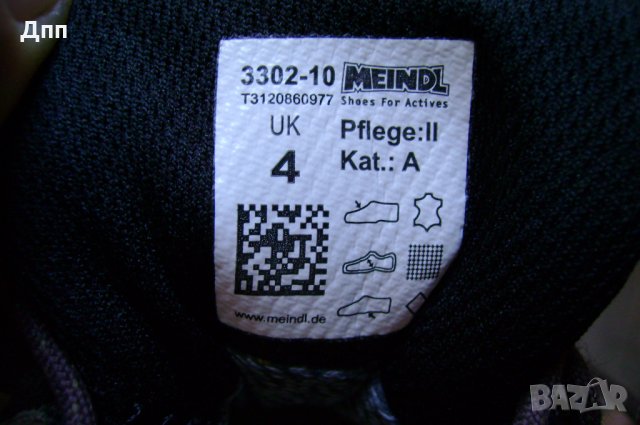 Дпп
3302-10 MEINDL
T3120860977 Shoes For Actives
UK Pflege:II
4 Kat.: A
www.meindl.de
BAZAR